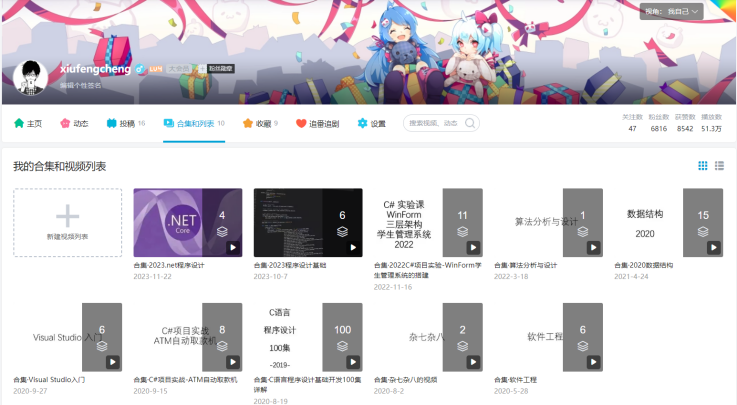 视角： 我自己
xiufengcheng LV6 大会员 粉丝勋章
编辑个性签名
主页 动态 投稿 16 合集和列表 10 收藏 9 追番追剧 设置 搜索视频、动态
关注数 粉丝数 获赞数 播放数
47 6816 8542 51.3万
我的合集和视频列表
新建视频列表
.NET
Core
4
合集·2023.net程序设计
2023-11-22
6
合集·2023程序设计基础
2023-10-7
C# 实验课
WinForm
三层架构
学生管理系统
2022
11
合集·2022C#项目实验-WinForm学
生管理系统的搭建
2022-11-16
算法分析与设计
1
合集·算法分析与设计
2022-3-18
数据结构
2020
15
合集·2020数据结构
2021-4-24
Visual Studio 入门
6
合集·Visual Studio入门
2020-9-27
C#项目实战
ATM自动取款机
8
合集·C#项目实战-ATM自动取款机
2020-9-15
C语言
程序设计
100集
-2019-
100
合集·C语言程序设计基础开发100集
详解
2020-8-19
杂七杂八
2
合集·杂七杂八的视频
2020-8-2
软件工程
6
合集·软件工程
2020-5-28